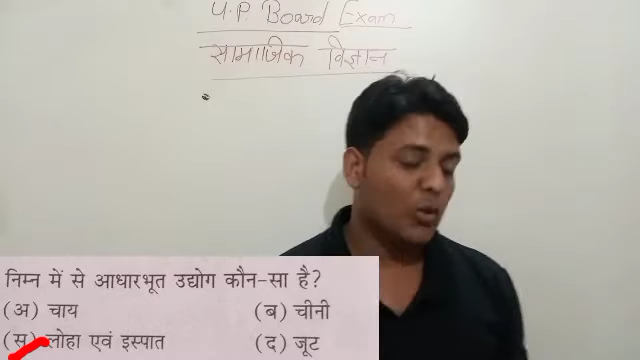 U.P. Board Exam
सामाजिक विज्ञान
निम्न में से आधारभूत उद्योग कौन-सा है?
(अ) चाय (ब) चीनी
(स) लोहा एवं इस्पात (द) जूट